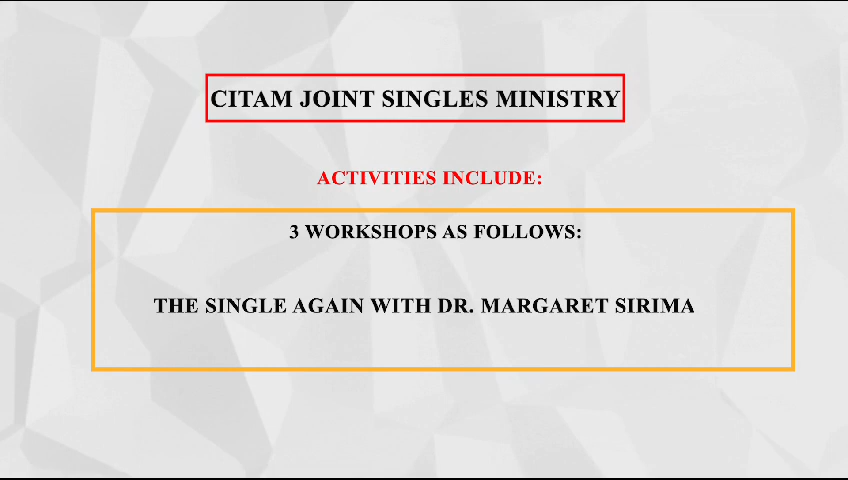 CITAM JOINT SINGLES MINISTRY
ACTIVITIES INCLUDE:
3 WORKSHOPS AS FOLLOWS:
THE SINGLE AGAIN WITH DR. MARGARET SIRIMA